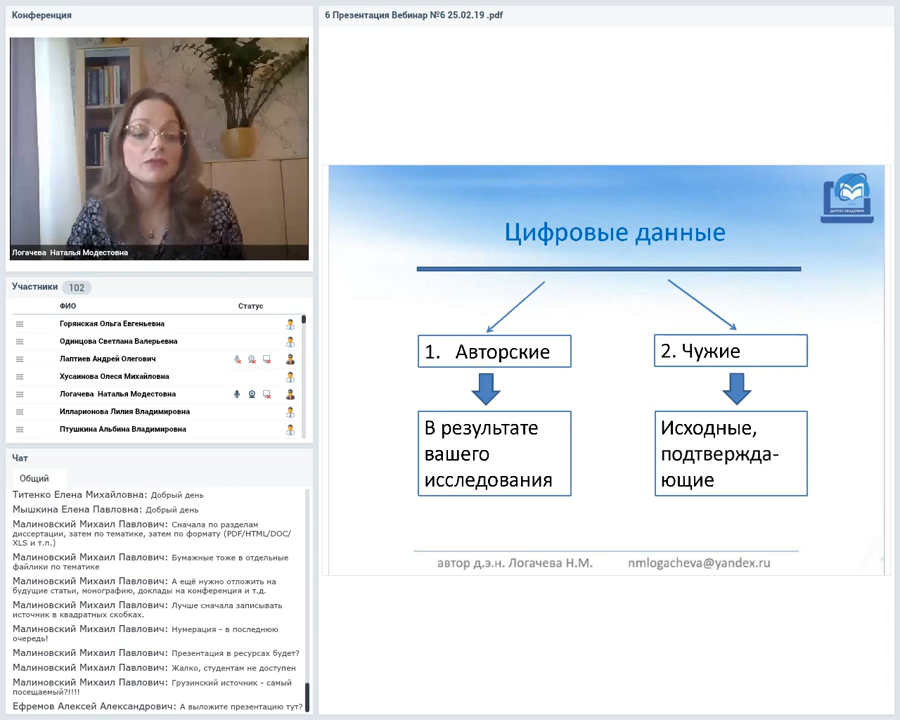 Конференция
Логачева Наталья Модестовна
Участники 102
ФИО Статус
Горянская Ольга Евгеньевна
Одинцова Светлана Валерьевна
Лаптиев Андрей Олегович
Хусаинова Олеся Михайловна
Логачева Наталья Модестовна
Илларионова Лилия Владимировна
Птушкина Альбина Владимировна
Чат
Общий
Титенко Елена Михайловна: Добрый день
Мышкина Елена Павловна: Добрый день
Малиновский Михаил Павлович: Сначала по разделам
диссертации, затем по тематике, затем по формату (PDF/HTML/DOC/
XLS и т.п.)
Малиновский Михаил Павлович: Бумажные тоже в отдельные
файлики по тематике
Малиновский Михаил Павлович: А ещё нужно отложить на
будущие статьи, монографию, доклады на конференция и т.д.
Малиновский Михаил Павлович: Лучше сначала записывать
источник в квадратных скобках.
Малиновский Михаил Павлович: Нумерация - в последнюю
очередь!
Малиновский Михаил Павлович: Презентация в ресурсах будет?
Малиновский Михаил Павлович: Жалко, студентам не доступен
Малиновский Михаил Павлович: Грузинский источник - самый
посещаемый?!!!!
Ефремов Алексей Александрович: А выложите презентацию тут?
6 Презентация Вебинар №6 25.02.19 .pdf
Цифровые данные
1. Авторские
2. Чужие
В результате
вашего
исследования
Исходные,
подтвержда-
ющие
автор д.э.н. Логачева Н.М. nmlogacheva@yandex.ru